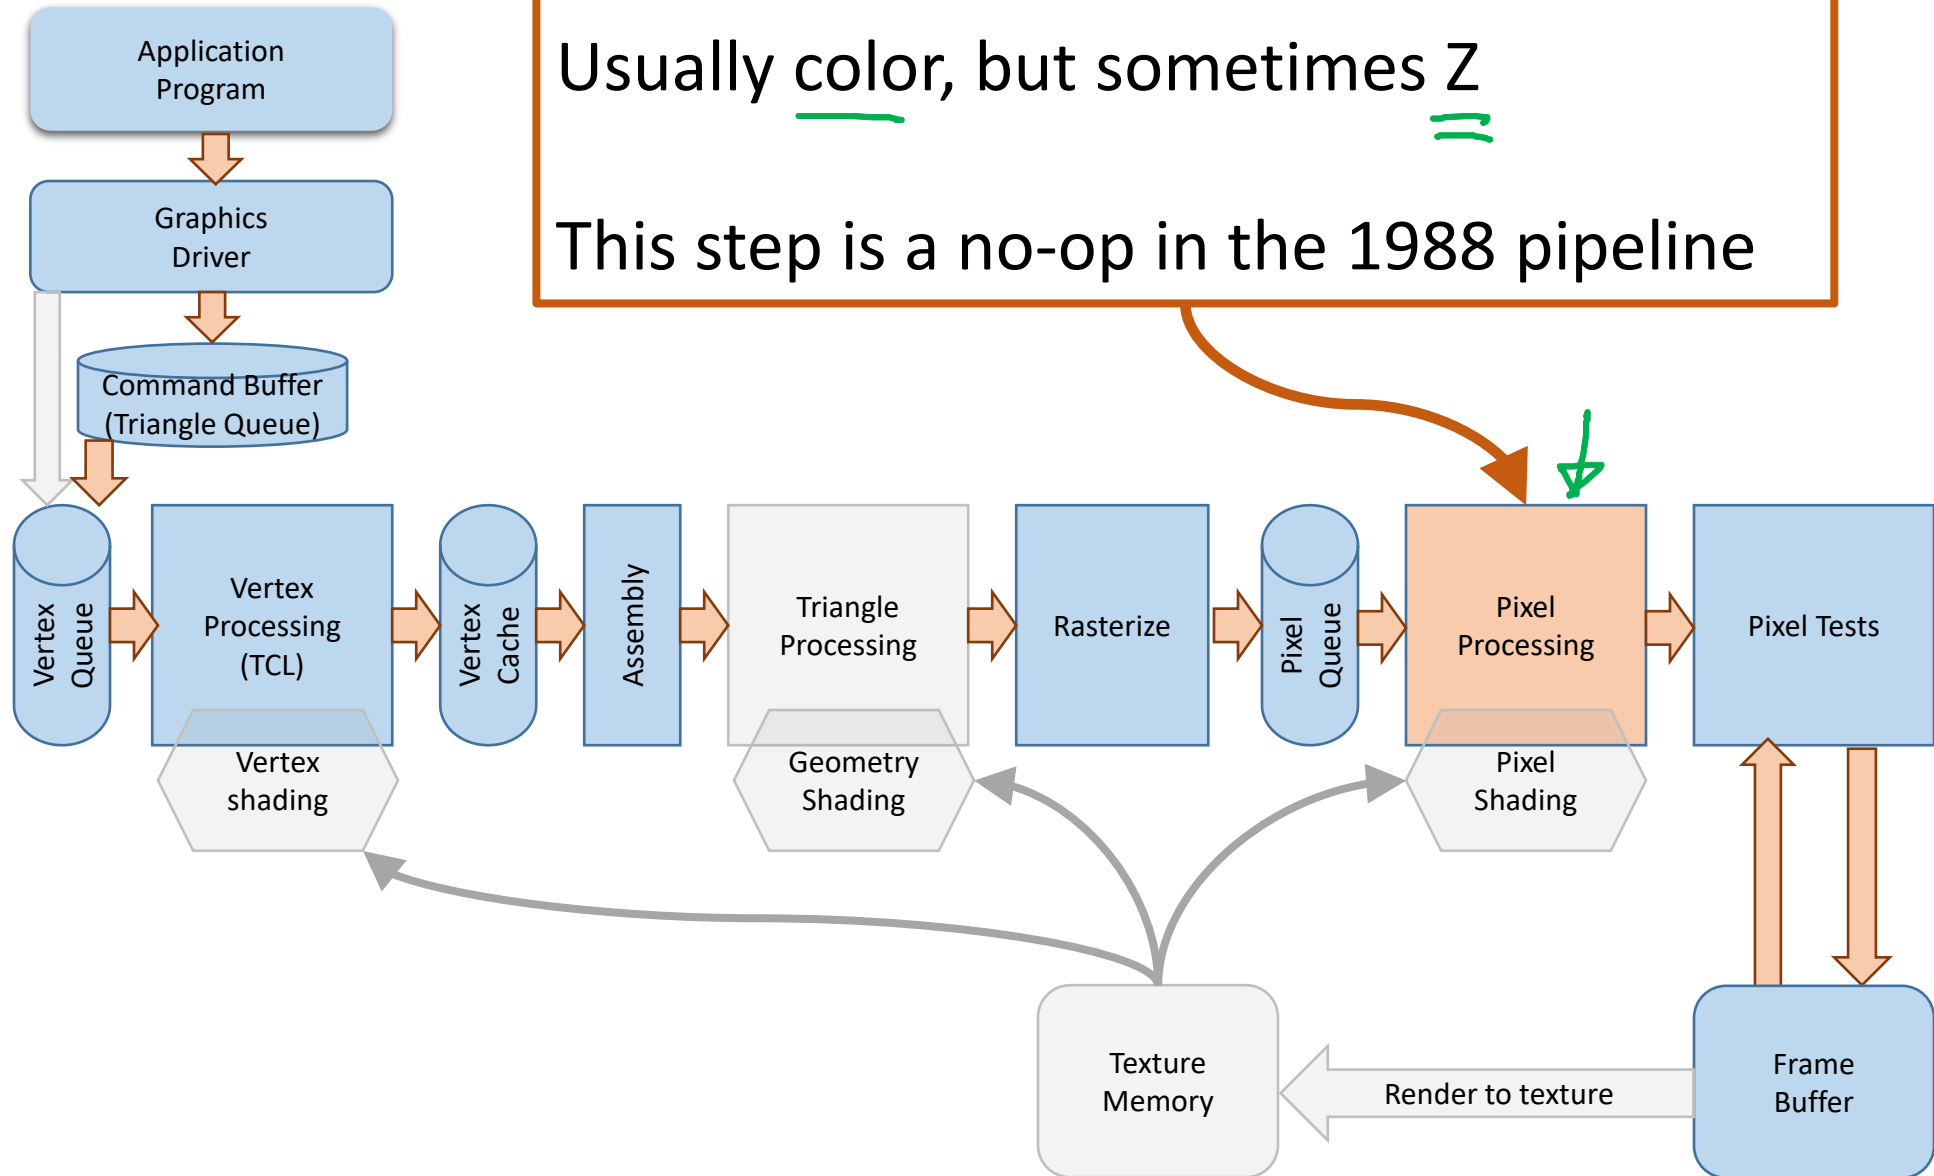 Application
Program
Usually color, but sometimes Z
Graphics
Driver
This step is a no-op in the 1988 pipeline
Command Buffer
(Triangle Queue)
Vertex
Queue
Vertex
Processing
(TCL)
Vertex
Cache
Assembly
Triangle
Processing
Rasterize
Pixel
Queue
Pixel
Processing
Pixel Tests
Vertex
shading
Geometry
Shading
Pixel
Shading
Texture
Memory
Render to texture
Frame
Buffer